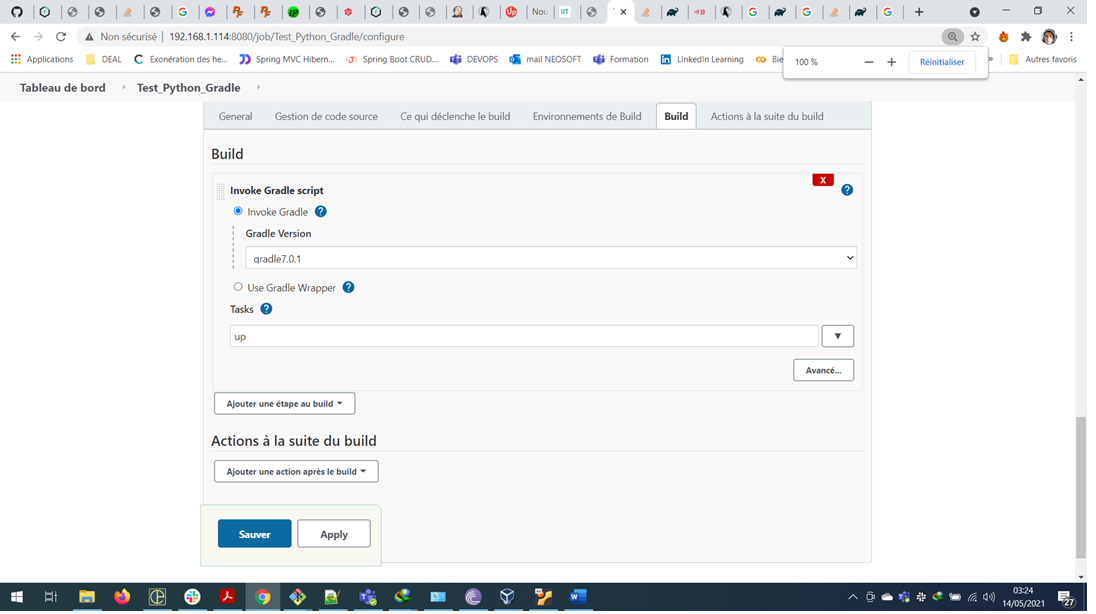 Nou
UT
Non sécurisé | 192.168.1.114:8080/job/Test_Python_Gradle/configure
Applications DEAL Exonération des he... Spring MVC Hibern... Spring Boot CRUD... DEVOPS mail NEOSOFT Formation LInkedIn Learning Bie » Autres favoris
100 % Réinitialiser
Tableau de bord Test_Python_Gradle
General Gestion de code source Ce qui déclenche le build Environnements de Build Build Actions à la suite du build
Build
X
Invoke Gradle script
Invoke Gradle
Gradle Version
gradle7.0.1
Use Gradle Wrapper
Tasks
up
Avancé...
Ajouter une étape au build
Actions à la suite du build
Ajouter une action après le build
Sauver Apply
03:24
14/05/2021
27